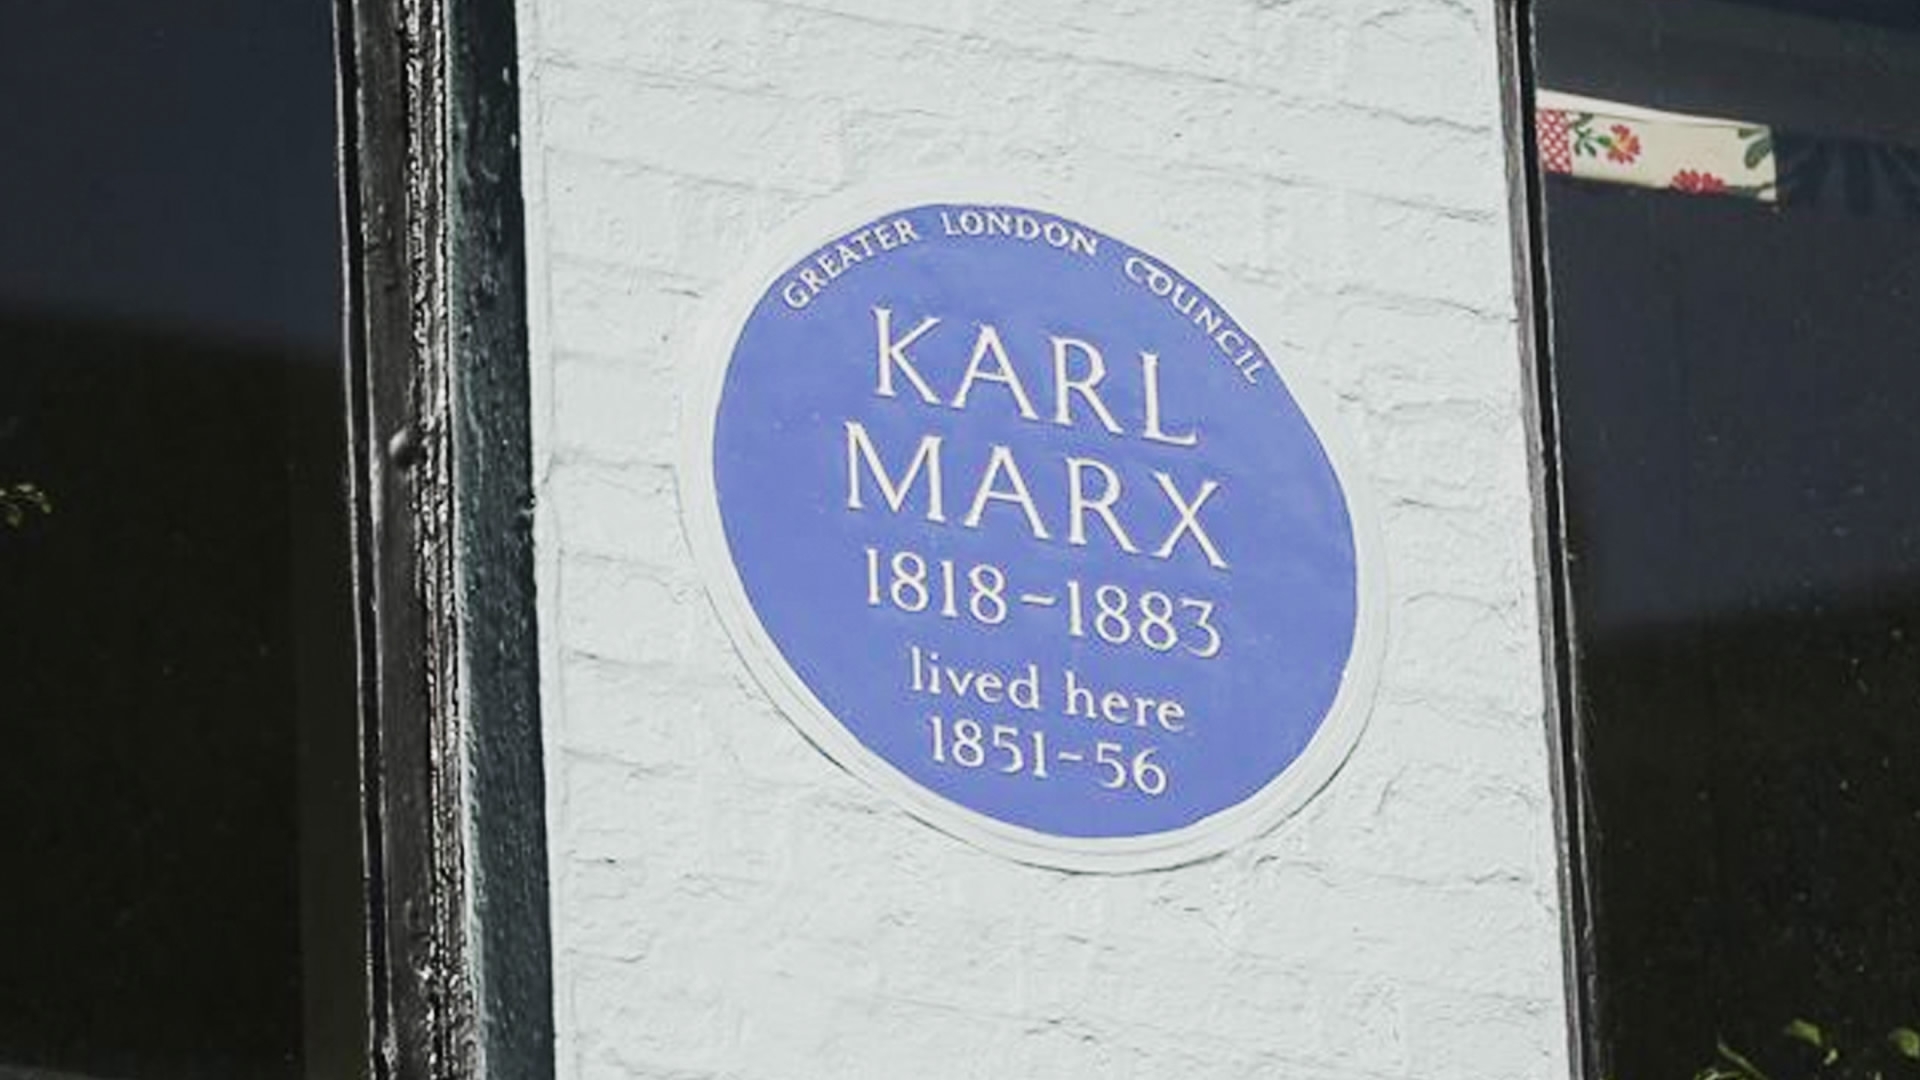 GREATER LONDON COUNCIL
KARL
MARX
1818-1883
lived here
1851-56